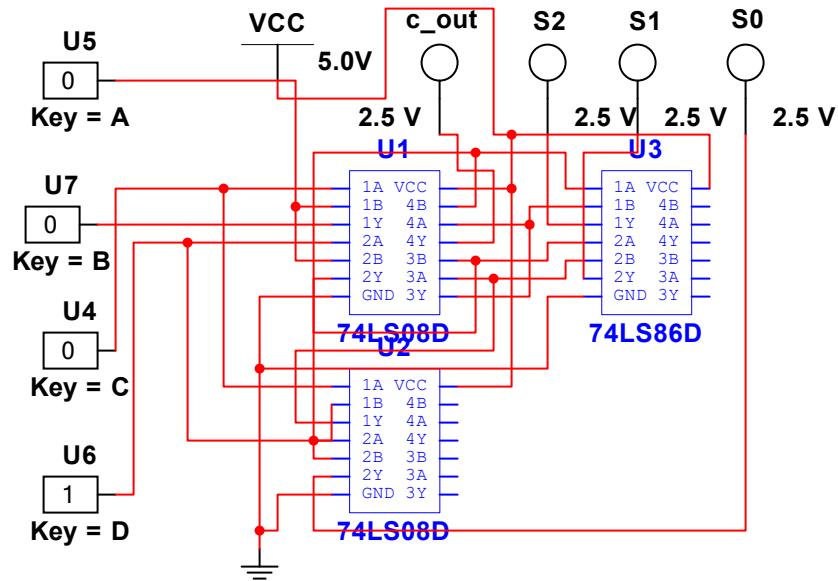 VCC
c_out
S2
S1
S0
U5
5.0V
0
Key = A
2.5 V
2.5 V
2.5 V
2.5 V
U1
U3
U7
0
Key = B
1A VCC
1B 4B
1Y 4A
2A 4Y
2B 3B
2Y 3A
GND 3Y
74LS08D
1A VCC
1B 4B
1Y 4A
2A 4Y
2B 3B
2Y 3A
GND 3Y
74LS86D
U4
0
Key = C
U2
1A VCC
1B 4B
1Y 4A
2A 4Y
2B 3B
2Y 3A
GND 3Y
74LS08D
U6
1
Key = D